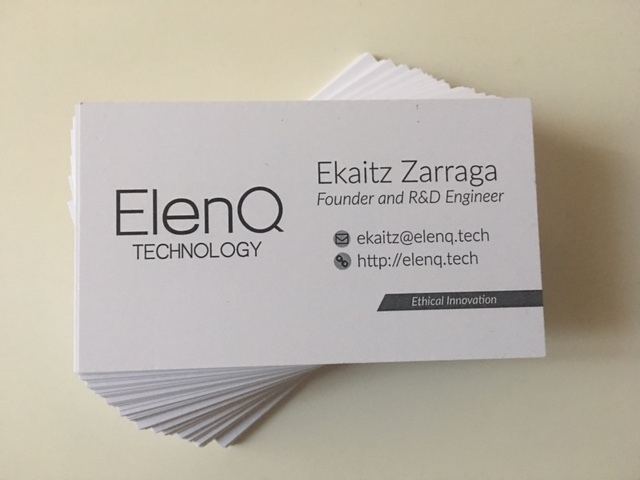 ElenQ
TECHNOLOGY
Ekaitz Zarraga
Founder and R&D Engineer
ekaitz@elenq.tech
http://elenq.tech
Ethical Innovation